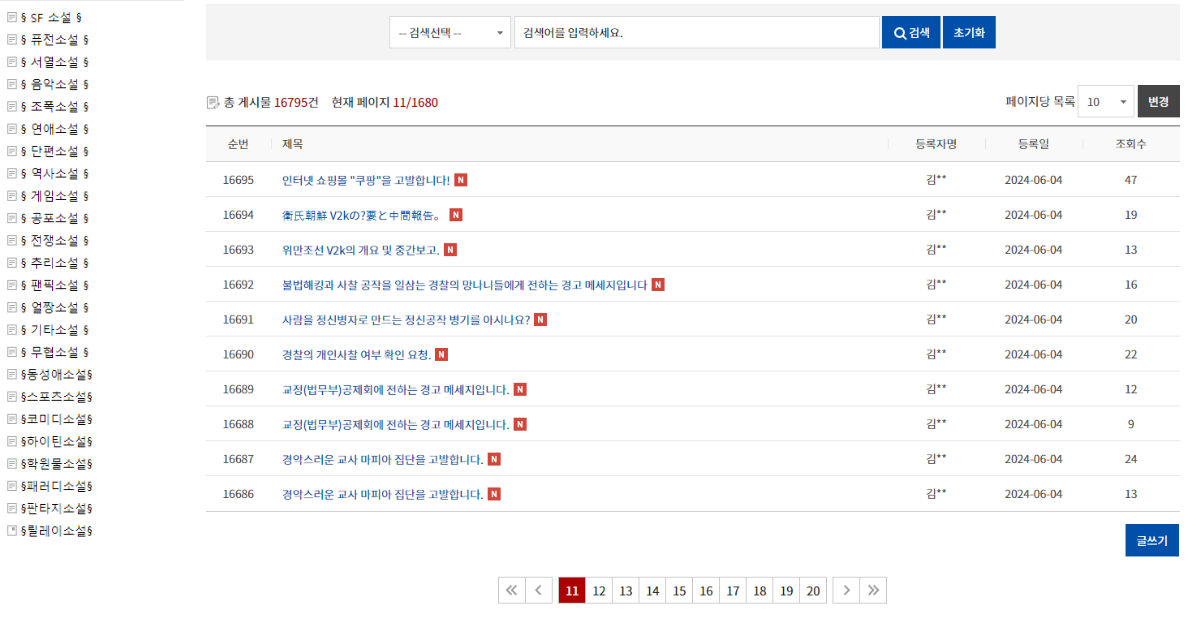 § SF 소설 §
§ 퓨전소설 §
§ 서열소설 §
§ 음악소설 §
§ 조폭소설 §
§ 연애소설 §
§ 단편소설 §
§ 역사소설 §
§ 게임소설 §
§ 공포소설 §
§ 전쟁소설 §
§ 추리소설 §
§ 팬픽소설 §
§ 얼짱소설 §
§ 기타소설 §
§ 무협소설 §
§동성애소설§
§스포츠소설§
§코미디소설§
§하이틴소설§
§학원물소설§
§패러디소설§
§판타지소설§
§릴레이소설§
-- 검색선택 -- 검색어를 입력하세요. 검색 초기화
총 게시물 16795건 현재 페이지 11/1680 페이지당 목록 10 변경
순번 제목 등록자명 등록일 조회수
16695 인터넷 쇼핑몰 "쿠팡"을 고발합니다! N 김** 2024-06-04 47
16694 衛氏朝鮮 V2kの?要と中間報告。 N 김** 2024-06-04 19
16693 위만조선 V2k의 개요 및 중간보고. N 김** 2024-06-04 13
16692 불법해킹과 사찰 공작을 일삼는 경찰의 망나니들에게 전하는 경고 메세지입니다 N 김** 2024-06-04 16
16691 사람을 정신병자로 만드는 정신공작 병기를 아시나요? N 김** 2024-06-04 20
16690 경찰의 개인사찰 여부 확인 요청. N 김** 2024-06-04 22
16689 교정(법무부)공제회에 전하는 경고 메세지입니다. N 김** 2024-06-04 12
16688 교정(법무부)공제회에 전하는 경고 메세지입니다. N 김** 2024-06-04 9
16687 경악스러운 교사 마피아 집단을 고발합니다. N 김** 2024-06-04 24
16686 경악스러운 교사 마피아 집단을 고발합니다. N 김** 2024-06-04 13
글쓰기
11 12 13 14 15 16 17 18 19 20